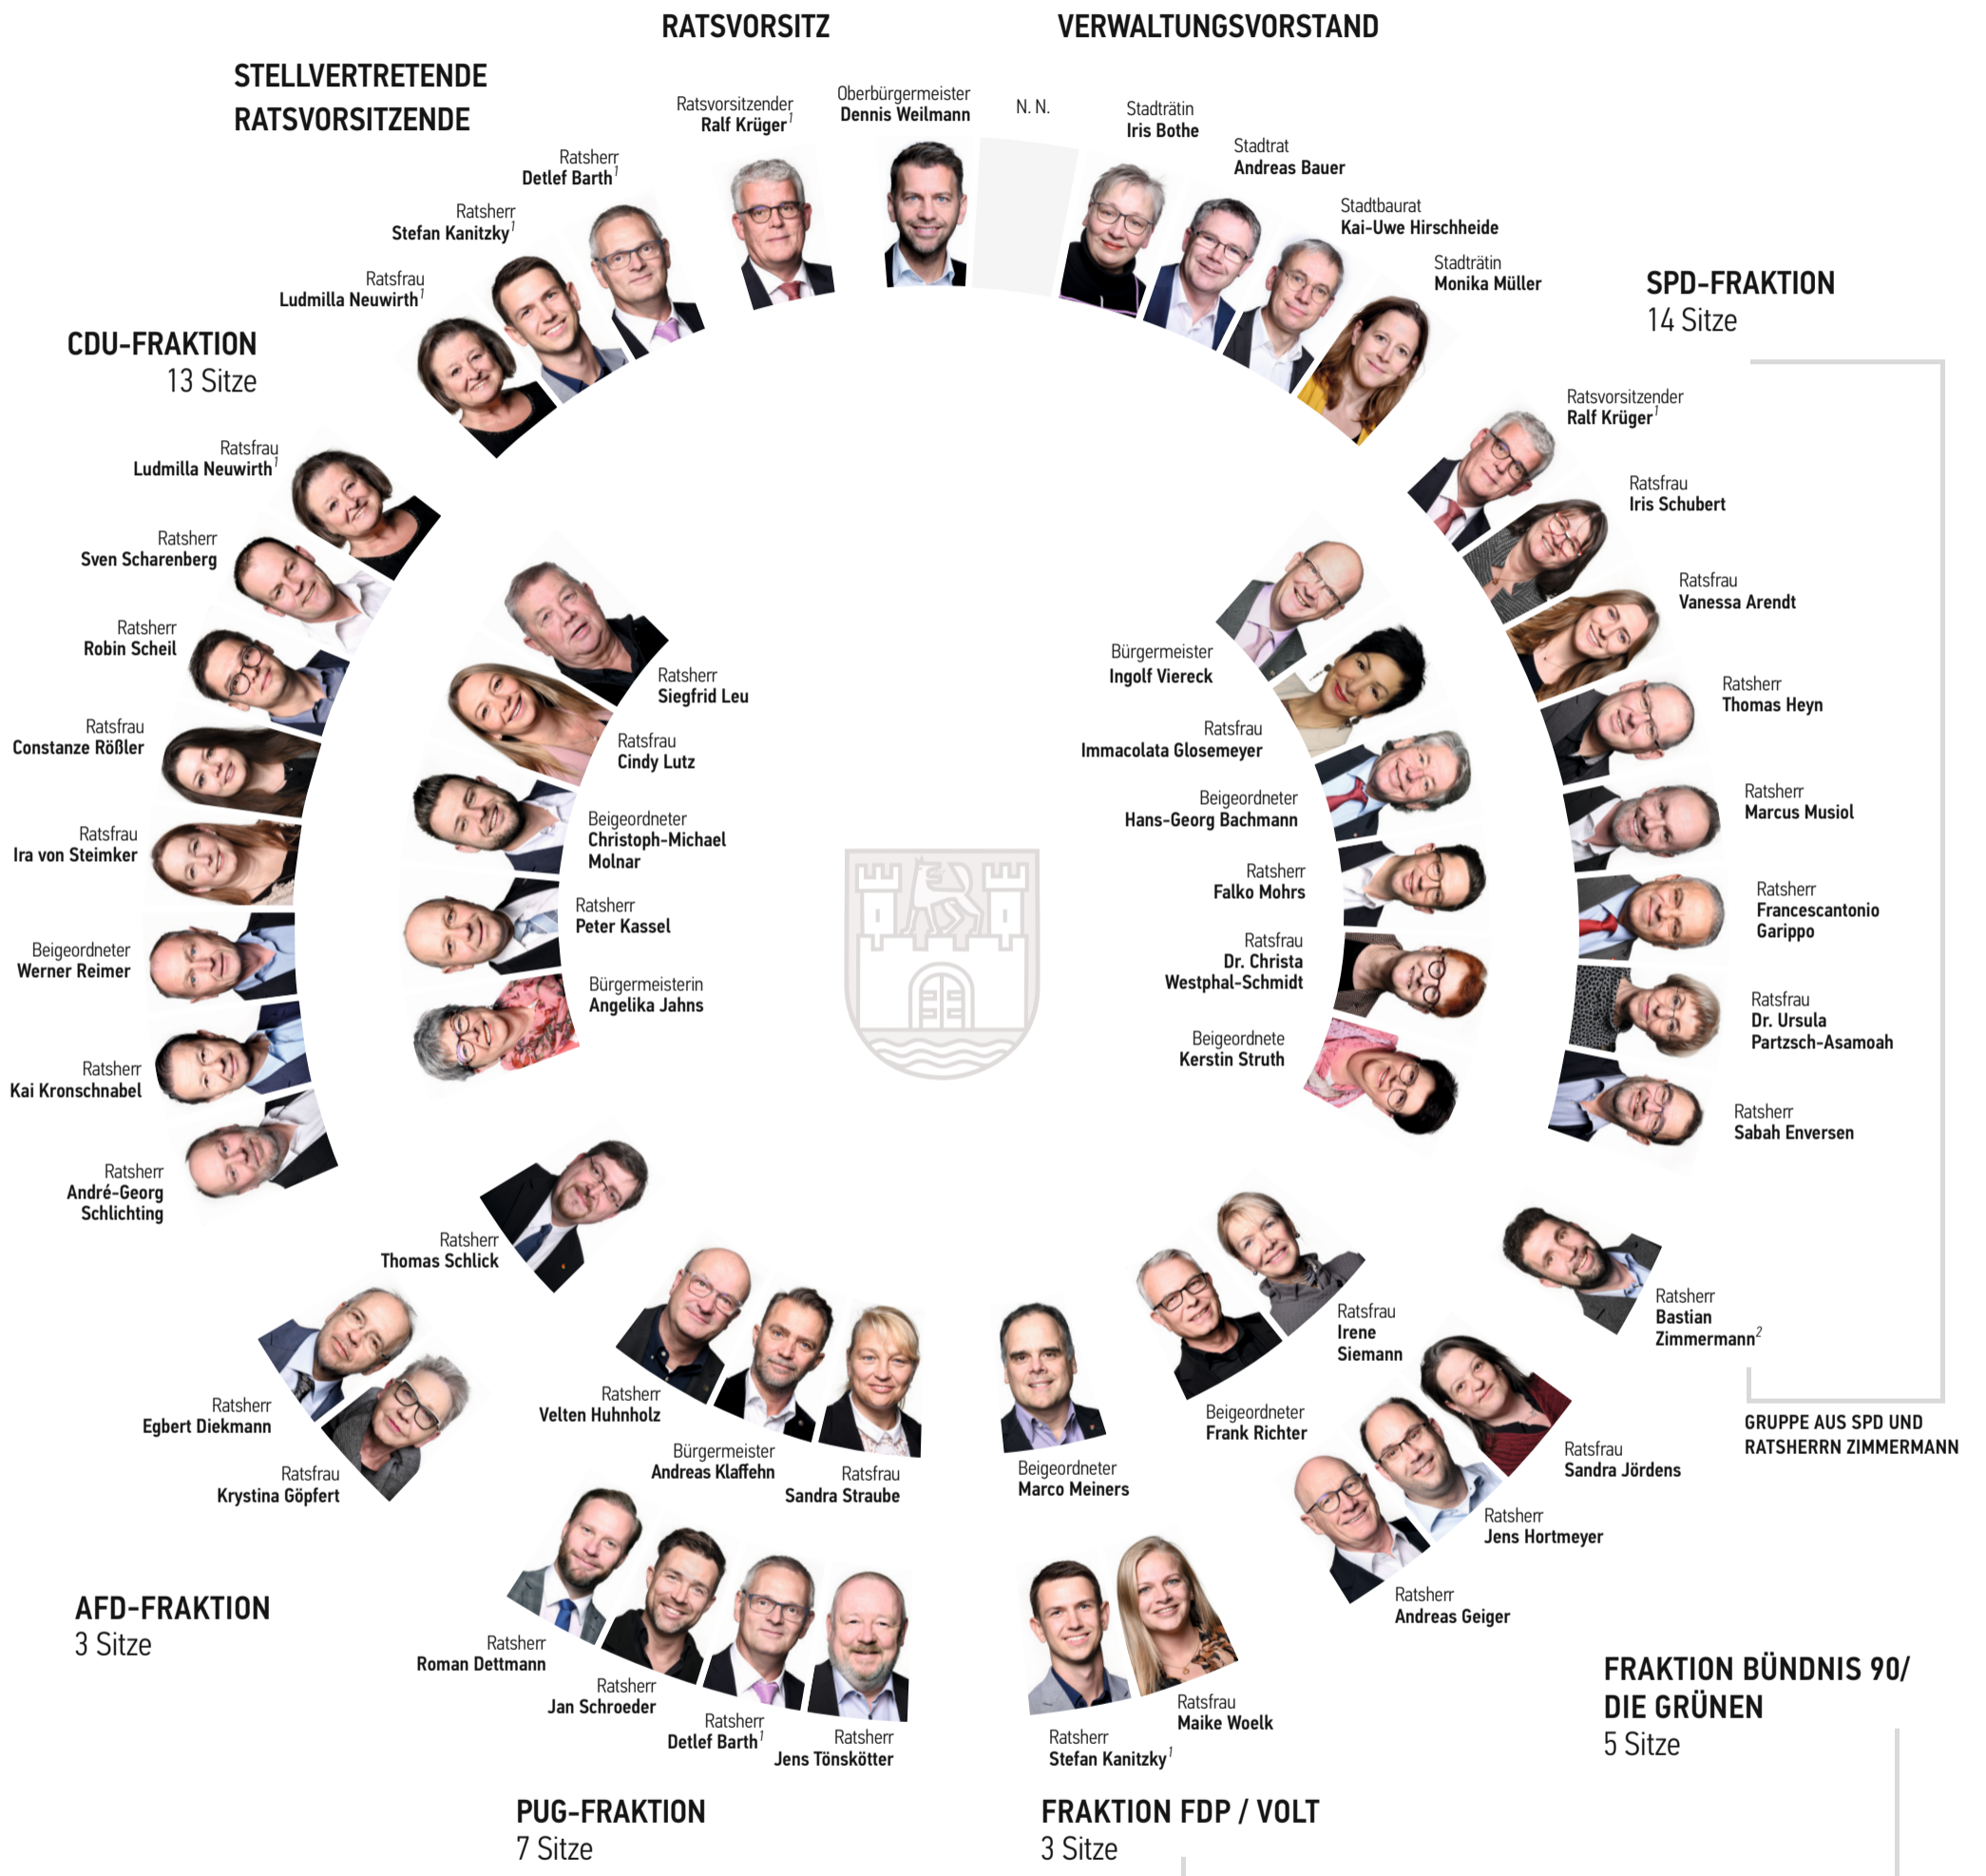 RATSVORSITZ
VERWALTUNGSVORSTAND
STELLVERTRETENDE
RATSVORSITZENDE
Ratsvorsitzender
Ralf Krüger¹
Oberbürgermeister
Dennis Weilmann
N. N.
Stadträtin
Iris Bothe
Stadtrat
Andreas Bauer
Stadtbaurat
Kai-Uwe Hirschheide
Stadträtin
Monika Müller
Ratsherr
Detlef Barth¹
Ratsherr
Stefan Kanitzky¹
Ratsfrau
Ludmilla Neuwirth¹
CDU-FRAKTION
13 Sitze
Ratsfrau
Ludmilla Neuwirth¹
Ratsherr
Sven Scharenberg
Ratsherr
Robin Scheil
Ratsfrau
Constanze Rößler
Ratsfrau
Ira von Steimker
Beigeordneter
Werner Reimer
Ratsherr
Kai Kronschnabel
Ratsherr
André-Georg
Schlichting
Ratsherr
Siegfrid Leu
Ratsfrau
Cindy Lutz
Beigeordneter
Christoph-Michael
Molnar
Ratsherr
Peter Kassel
Bürgermeisterin
Angelika Jahns
SPD-FRAKTION
14 Sitze
Ratsvorsitzender
Ralf Krüger¹
Ratsfrau
Iris Schubert
Ratsfrau
Vanessa Arendt
Ratsherr
Thomas Heyn
Ratsherr
Marcus Musiol
Ratsherr
Francescantonio
Garippo
Ratsfrau
Dr. Ursula
Partzsch-Asamoah
Ratsherr
Sabah Enversen
Bürgermeister
Ingolf Viereck
Ratsfrau
Immacolata Glosemeyer
Beigeordneter
Hans-Georg Bachmann
Ratsherr
Falko Mohrs
Ratsfrau
Dr. Christa
Westphal-Schmidt
Beigeordnete
Kerstin Struth
Ratsherr
Bastian
Zimmermann²
GRUPPE AUS SPD UND
RATSHERRN ZIMMERMANN
Ratsherr
Thomas Schlick
Ratsherr
Egbert Diekmann
Ratsfrau
Krystina Göpfert
AFD-FRAKTION
3 Sitze
Ratsherr
Velten Huhnholz
Bürgermeister
Andreas Klaffehn
Ratsfrau
Sandra Straube
Ratsherr
Roman Dettmann
Ratsherr
Jan Schroeder
Ratsherr
Detlef Barth¹
Ratsherr
Jens Tönskötter
PUG-FRAKTION
7 Sitze
Beigeordneter
Marco Meiners
Ratsherr
Stefan Kanitzky¹
Ratsfrau
Maike Woelk
FRAKTION FDP / VOLT
3 Sitze
Ratsfrau
Irene
Siemann
Beigeordneter
Frank Richter
Ratsfrau
Sandra Jördens
Ratsherr
Jens Hortmeyer
Ratsherr
Andreas Geiger
FRAKTION BÜNDNIS 90/
DIE GRÜNEN
5 Sitze